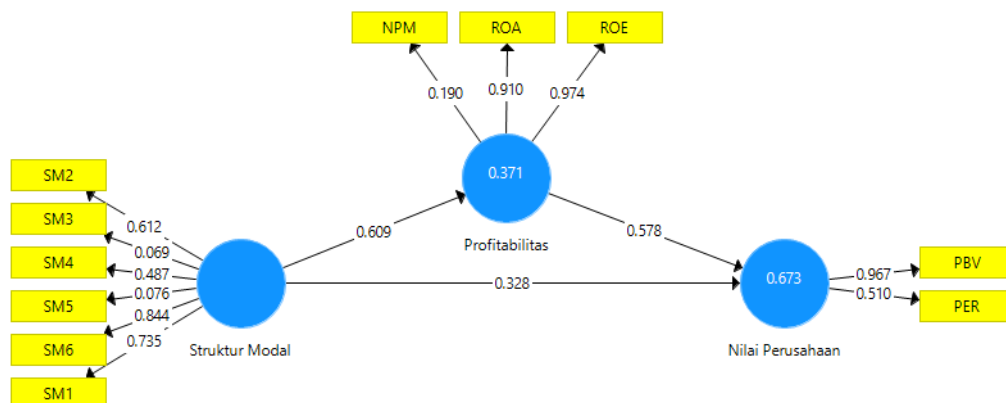 NPM
ROA
ROE
0.190
0.910
0.974
0.371
Profitabilitas
SM2
SM3
SM4
SM5
SM6
SM1
0.612
0.069
0.487
0.076
0.844
0.735
Struktur Modal
0.609
0.578
0.328
0.673
Nilai Perusahaan
0.967
0.510
PBV
PER